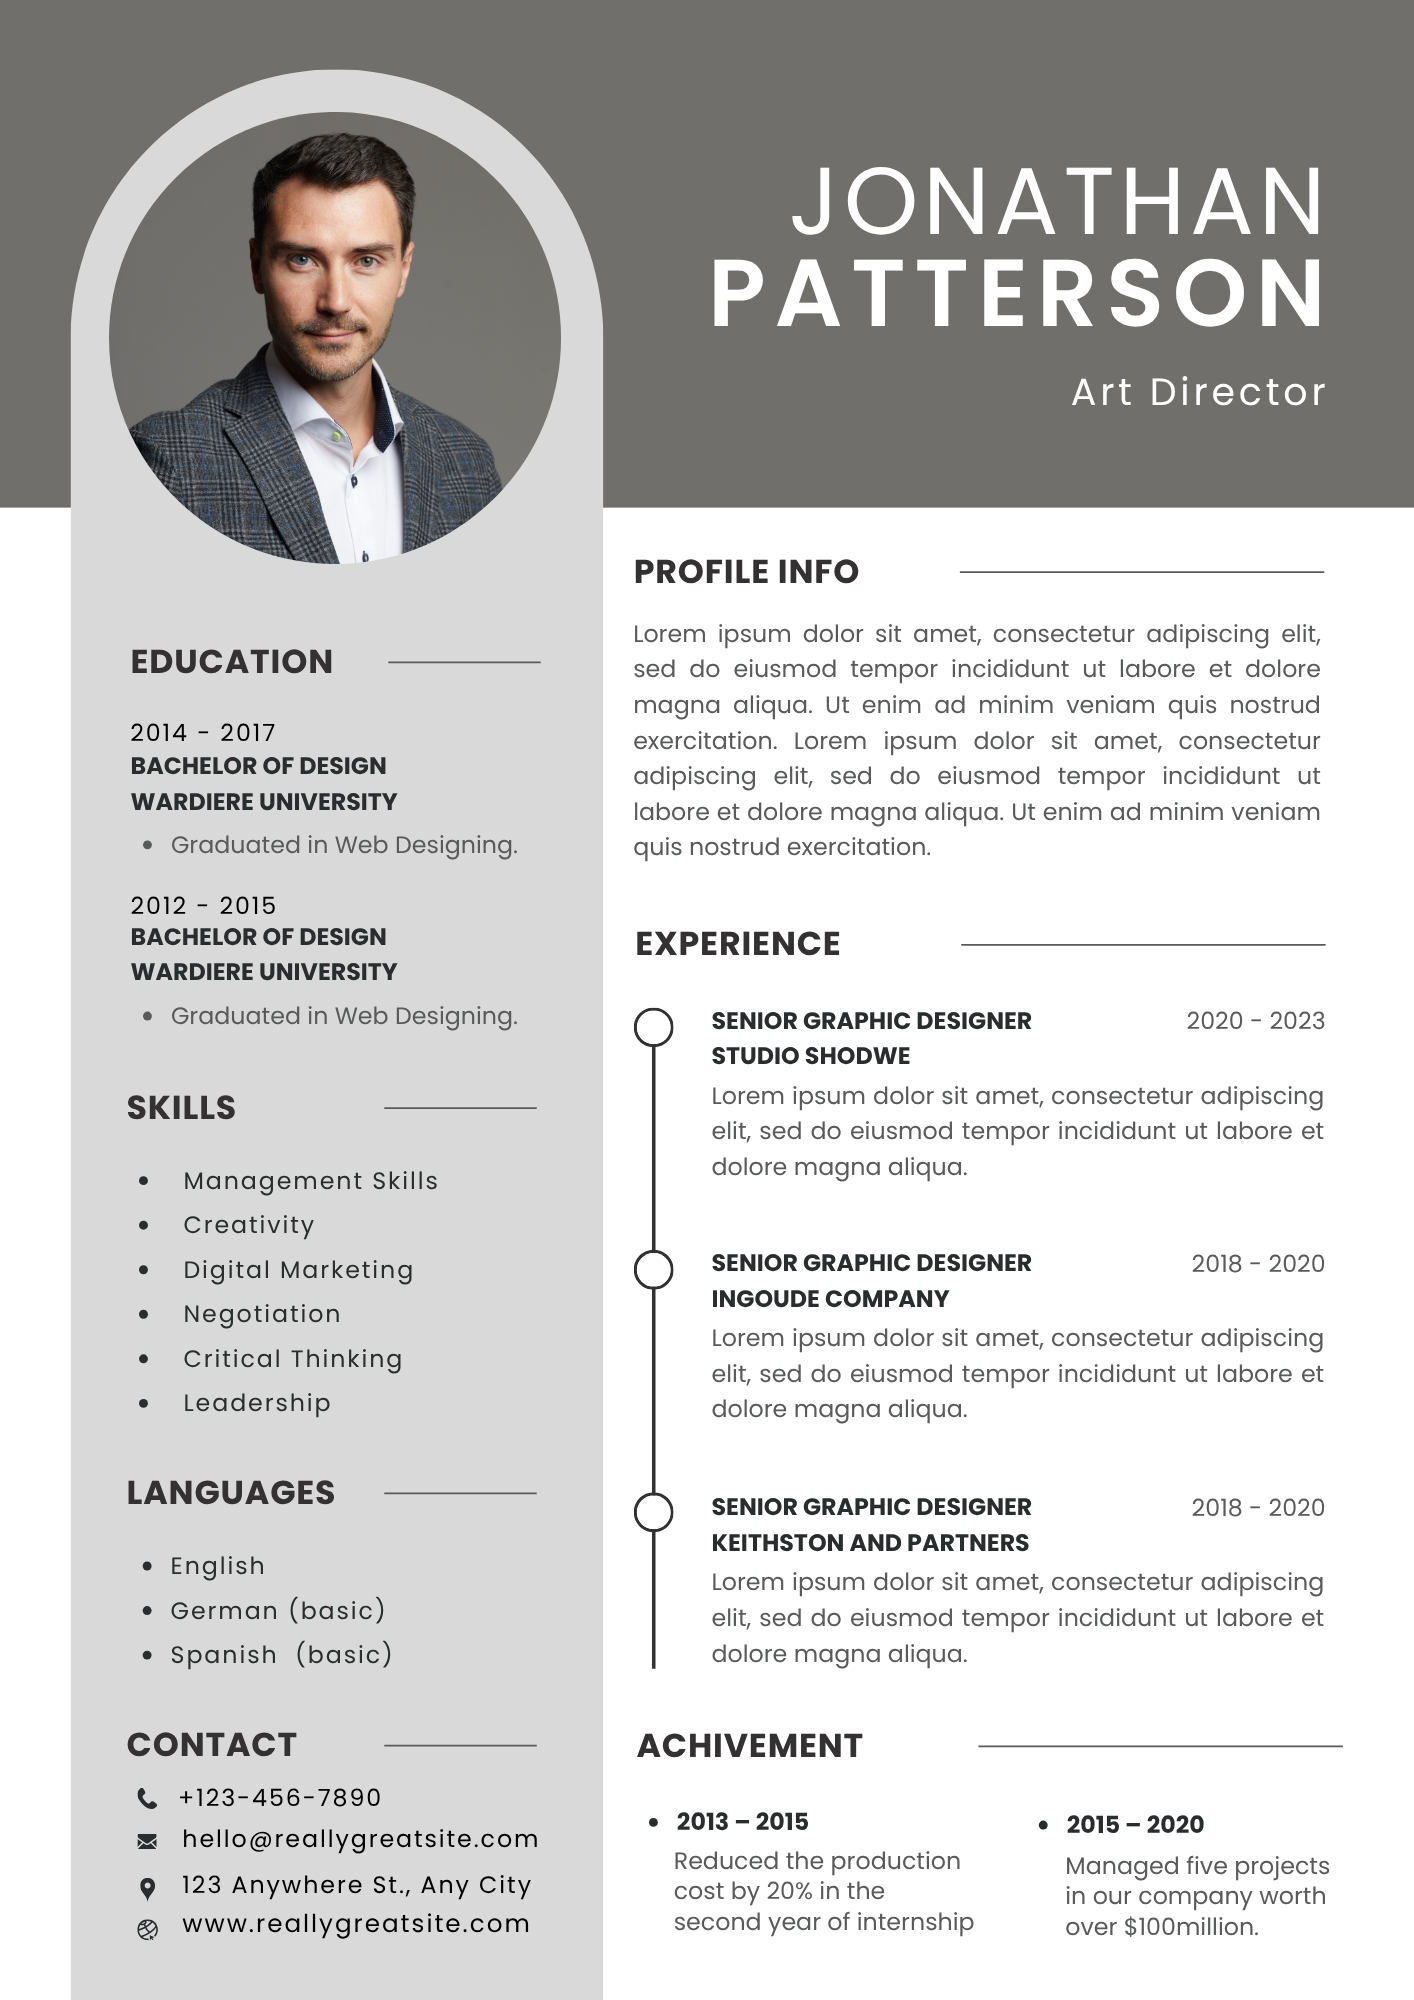 JONATHAN
PATTERSON
Art Director
EDUCATION
2014 - 2017
BACHELOR OF DESIGN
WARDIERE UNIVERSITY
• Graduated in Web Designing.
2012 - 2015
BACHELOR OF DESIGN
WARDIERE UNIVERSITY
• Graduated in Web Designing.
SKILLS
• Management Skills
• Creativity
• Digital Marketing
• Negotiation
• Critical Thinking
• Leadership
LANGUAGES
• English
• German (basic)
• Spanish (basic)
CONTACT
+123-456-7890
hello@reallygreatsite.com
123 Anywhere St., Any City
www.reallygreatsite.com
PROFILE INFO
Lorem ipsum dolor sit amet, consectetur adipiscing elit,
sed do eiusmod tempor incididunt ut labore et dolore
magna aliqua. Ut enim ad minim veniam quis nostrud
exercitation. Lorem ipsum dolor sit amet, consectetur
adipiscing elit, sed do eiusmod tempor incididunt ut
labore et dolore magna aliqua. Ut enim ad minim veniam
quis nostrud exercitation.
EXPERIENCE
SENIOR GRAPHIC DESIGNER 2020 - 2023
STUDIO SHODWE
Lorem ipsum dolor sit amet, consectetur adipiscing
elit, sed do eiusmod tempor incididunt ut labore et
dolore magna aliqua.
SENIOR GRAPHIC DESIGNER 2018 - 2020
INGOUDE COMPANY
Lorem ipsum dolor sit amet, consectetur adipiscing
elit, sed do eiusmod tempor incididunt ut labore et
dolore magna aliqua.
SENIOR GRAPHIC DESIGNER 2018 - 2020
KEITHSTON AND PARTNERS
Lorem ipsum dolor sit amet, consectetur adipiscing
elit, sed do eiusmod tempor incididunt ut labore et
dolore magna aliqua.
ACHIVEMENT
• 2013 – 2015
Reduced the production
cost by 20% in the
second year of internship
• 2015 – 2020
Managed five projects
in our company worth
over $100million.